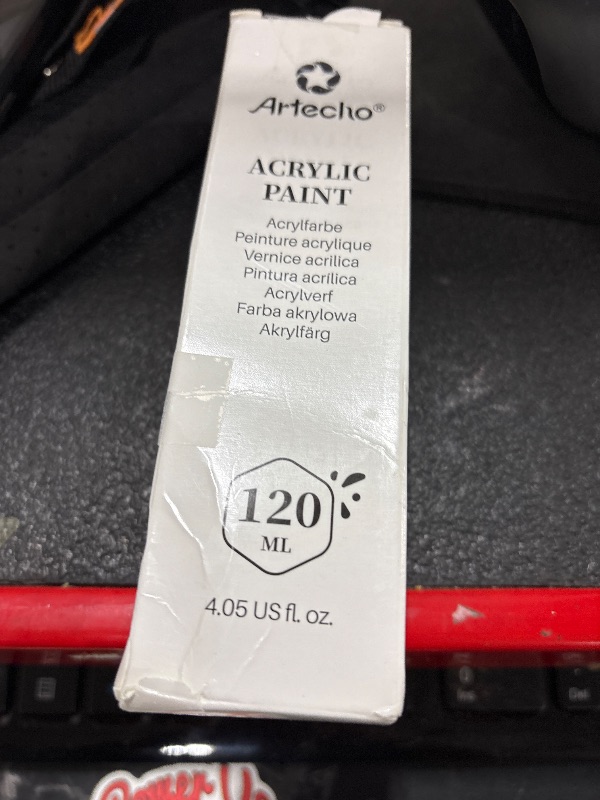 Artecho®
ACRYLIC
PAINT
Acrylfarbe
Peinture acrylique
Vernice acrilica
Pintura acrílica
Acrylverf
Farba akrylowa
Akrylfärg
120
ML
4.05 US fl. oz.
Del